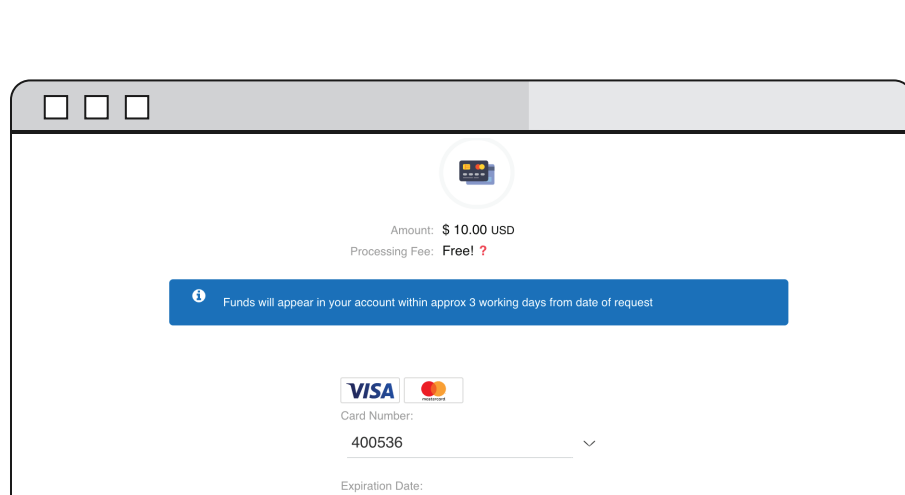 Amount: $ 10.00 USD
Processing Fee: Free! ?
Funds will appear in your account within approx 3 working days from date of request
VISA mastercard
Card Number:
400536
Expiration Date: